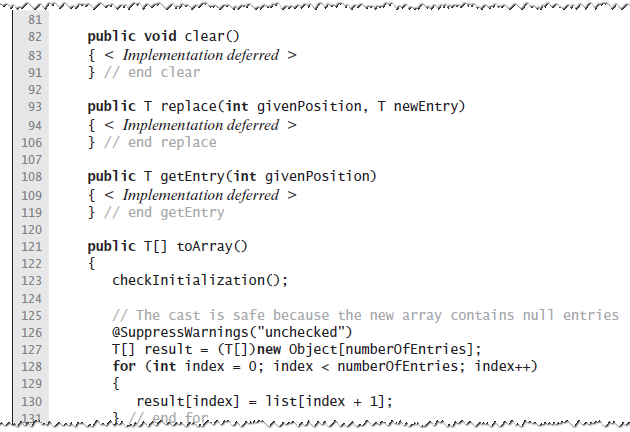 81
82 public void clear()
83 { < Implementation deferred >
91 } // end clear
92
93 public T replace(int givenPosition, T newEntry)
94 { < Implementation deferred >
106 } // end replace
107
108 public T getEntry(int givenPosition)
109 { < Implementation deferred >
119 } // end getEntry
120
121 public T[] toArray()
122 {
123 checkInitialization();
124
125 // The cast is safe because the new array contains null entries
126 @SuppressWarnings("unchecked")
127 T[] result = (T[])new Object[numberOfEntries];
128 for (int index = 0; index < numberOfEntries; index++)
129 {
130 result[index] = list[index + 1];
131 } // end for